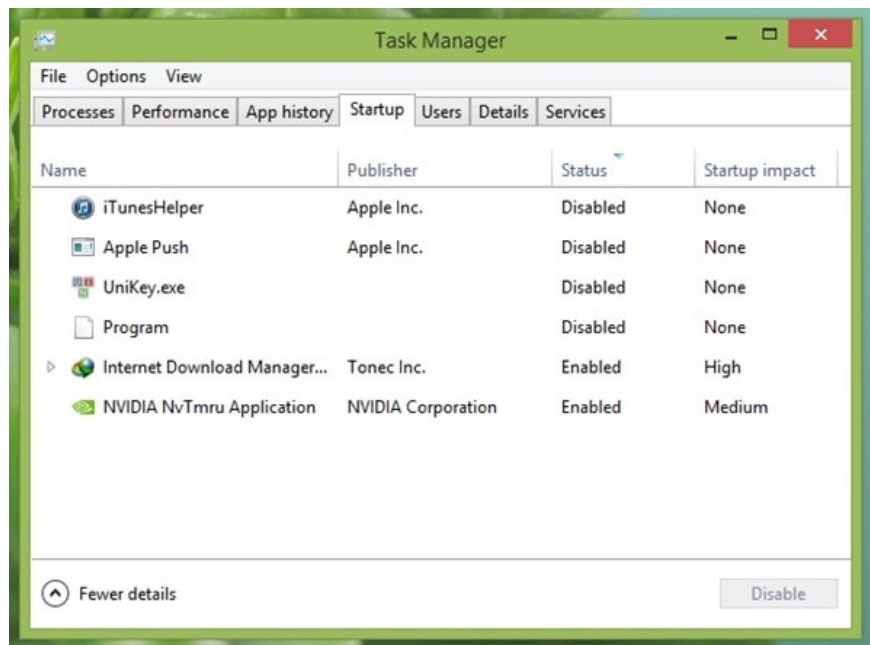 Task Manager
File Options View
Processes Performance App history Startup Users Details Services
Name Publisher Status Startup impact
iTunesHelper Apple Inc. Disabled None
Apple Push Apple Inc. Disabled None
UniKey.exe Disabled None
Program Disabled None
Internet Download Manager... Tonec Inc. Enabled High
NVIDIA NvTmru Application NVIDIA Corporation Enabled Medium
Fewer details Disable